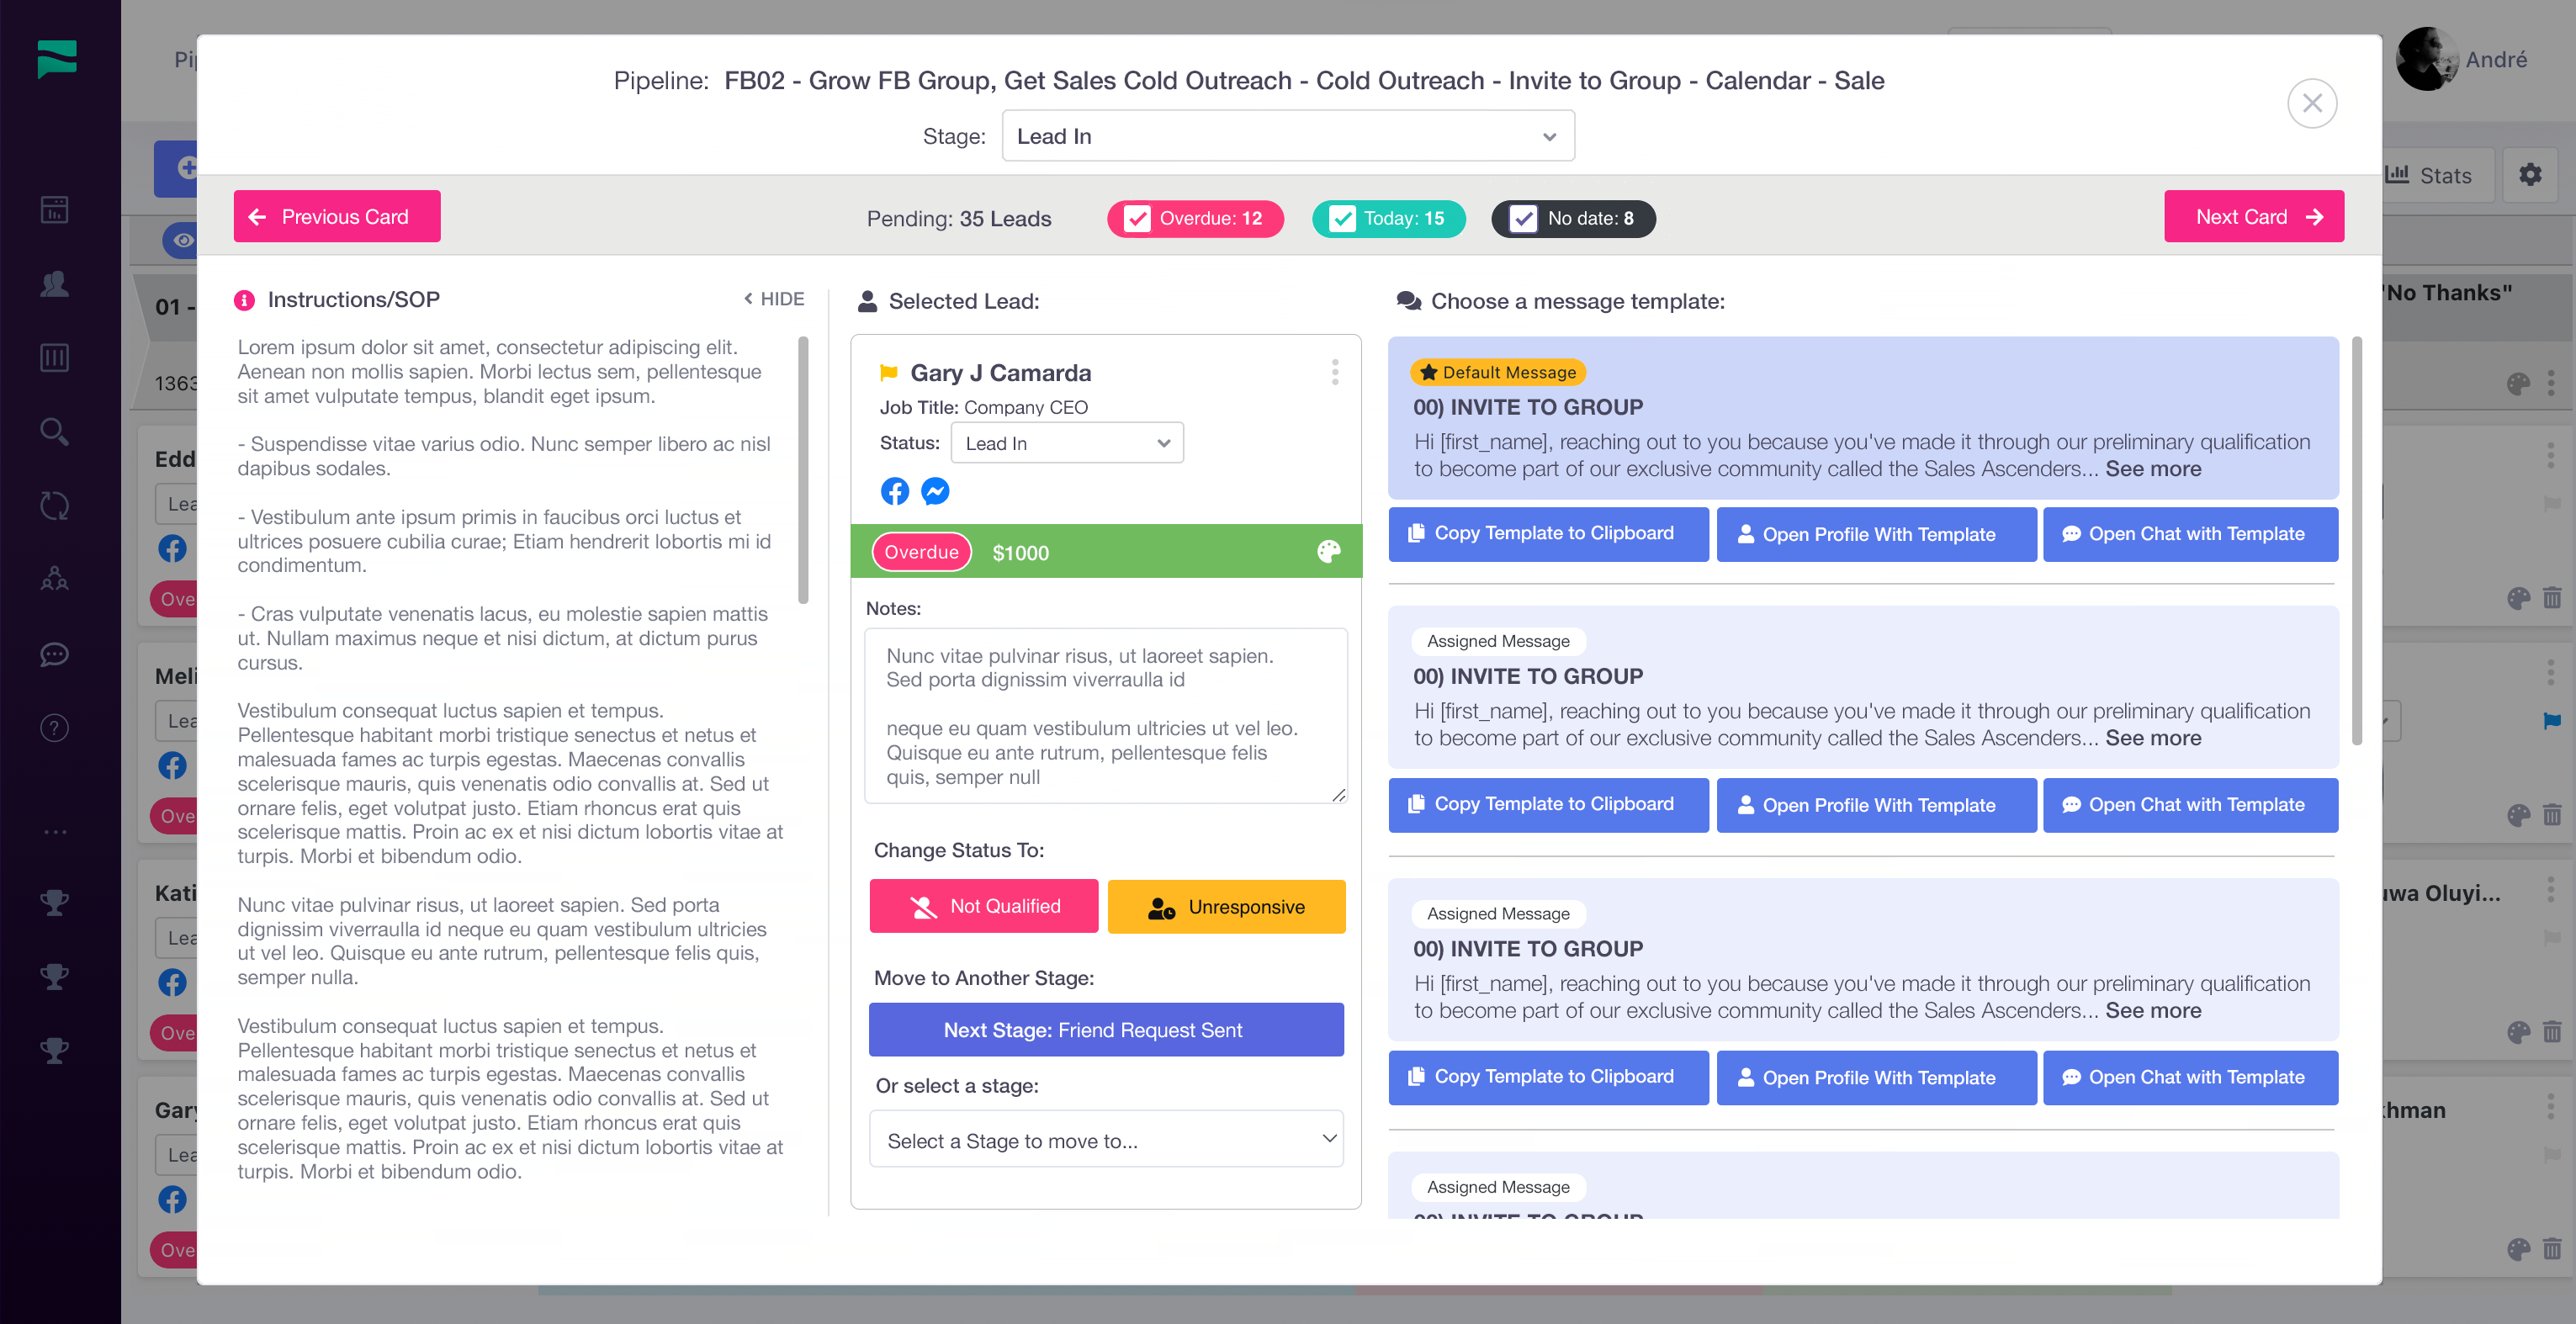 Pipeline: FB02 - Grow FB Group, Get Sales Cold Outreach - Cold Outreach - Invite to Group - Calendar - Sale
Stage: Lead In
André
Stats
Previous Card
Pending: 35 Leads
Overdue: 12
Today: 15
No date: 8
Next Card
Instructions/SOP
HIDE
Lorem ipsum dolor sit amet, consectetur adipiscing elit.
Aenean non mollis sapien. Morbi lectus sem, pellentesque
sit amet vulputate tempus, blandit eget ipsum.
- Suspendisse vitae varius odio. Nunc semper libero ac nisl
dapibus sodales.
- Vestibulum ante ipsum primis in faucibus orci luctus et
ultrices posuere cubilia curae; Etiam hendrerit lobortis mi id
condimentum.
- Cras vulputate venenatis lacus, eu molestie sapien mattis
ut. Nullam maximus neque et nisi dictum, at dictum purus
cursus.
Vestibulum consequat luctus sapien et tempus.
Pellentesque habitant morbi tristique senectus et netus et
malesuada fames ac turpis egestas. Maecenas convallis
scelerisque mauris, quis venenatis odio convallis at. Sed ut
ornare felis, eget volutpat justo. Etiam rhoncus erat quis
scelerisque mattis. Proin ac ex et nisi dictum lobortis vitae at
turpis. Morbi et bibendum odio.
Nunc vitae pulvinar risus, ut laoreet sapien. Sed porta
dignissim viverraulla id neque eu quam vestibulum ultricies
ut vel leo. Quisque eu ante rutrum, pellentesque felis quis,
semper nulla.
Vestibulum consequat luctus sapien et tempus.
Pellentesque habitant morbi tristique senectus et netus et
malesuada fames ac turpis egestas. Maecenas convallis
scelerisque mauris, quis venenatis odio convallis at. Sed ut
ornare felis, eget volutpat justo. Etiam rhoncus erat quis
scelerisque mattis. Proin ac ex et nisi dictum lobortis vitae at
turpis. Morbi et bibendum odio.
Selected Lead:
Gary J Camarda
Job Title: Company CEO
Status: Lead In
Overdue
$1000
Notes:
Nunc vitae pulvinar risus, ut laoreet sapien.
Sed porta dignissim viverraulla id
neque eu quam vestibulum ultricies ut vel leo.
Quisque eu ante rutrum, pellentesque felis
quis, semper null
Change Status To:
Not Qualified
Unresponsive
Move to Another Stage:
Next Stage: Friend Request Sent
Or select a stage:
Select a Stage to move to...
Choose a message template:
Default Message
00) INVITE TO GROUP
Hi [first_name], reaching out to you because you've made it through our preliminary qualification
to become part of our exclusive community called the Sales Ascenders... See more
Copy Template to Clipboard
Open Profile With Template
Open Chat with Template
Assigned Message
00) INVITE TO GROUP
Hi [first_name], reaching out to you because you've made it through our preliminary qualification
to become part of our exclusive community called the Sales Ascenders... See more
Copy Template to Clipboard
Open Profile With Template
Open Chat with Template
Assigned Message
00) INVITE TO GROUP
Hi [first_name], reaching out to you because you've made it through our preliminary qualification
to become part of our exclusive community called the Sales Ascenders... See more
Copy Template to Clipboard
Open Profile With Template
Open Chat with Template
Assigned Message
00) INVITE TO GROUP
01 -
1363
Edd
Lea
Ove
Meli
Lea
Ove
Kati
Lea
Ove
Gary
Lea
Ove
"No Thanks"
uwa Oluyi...
khman